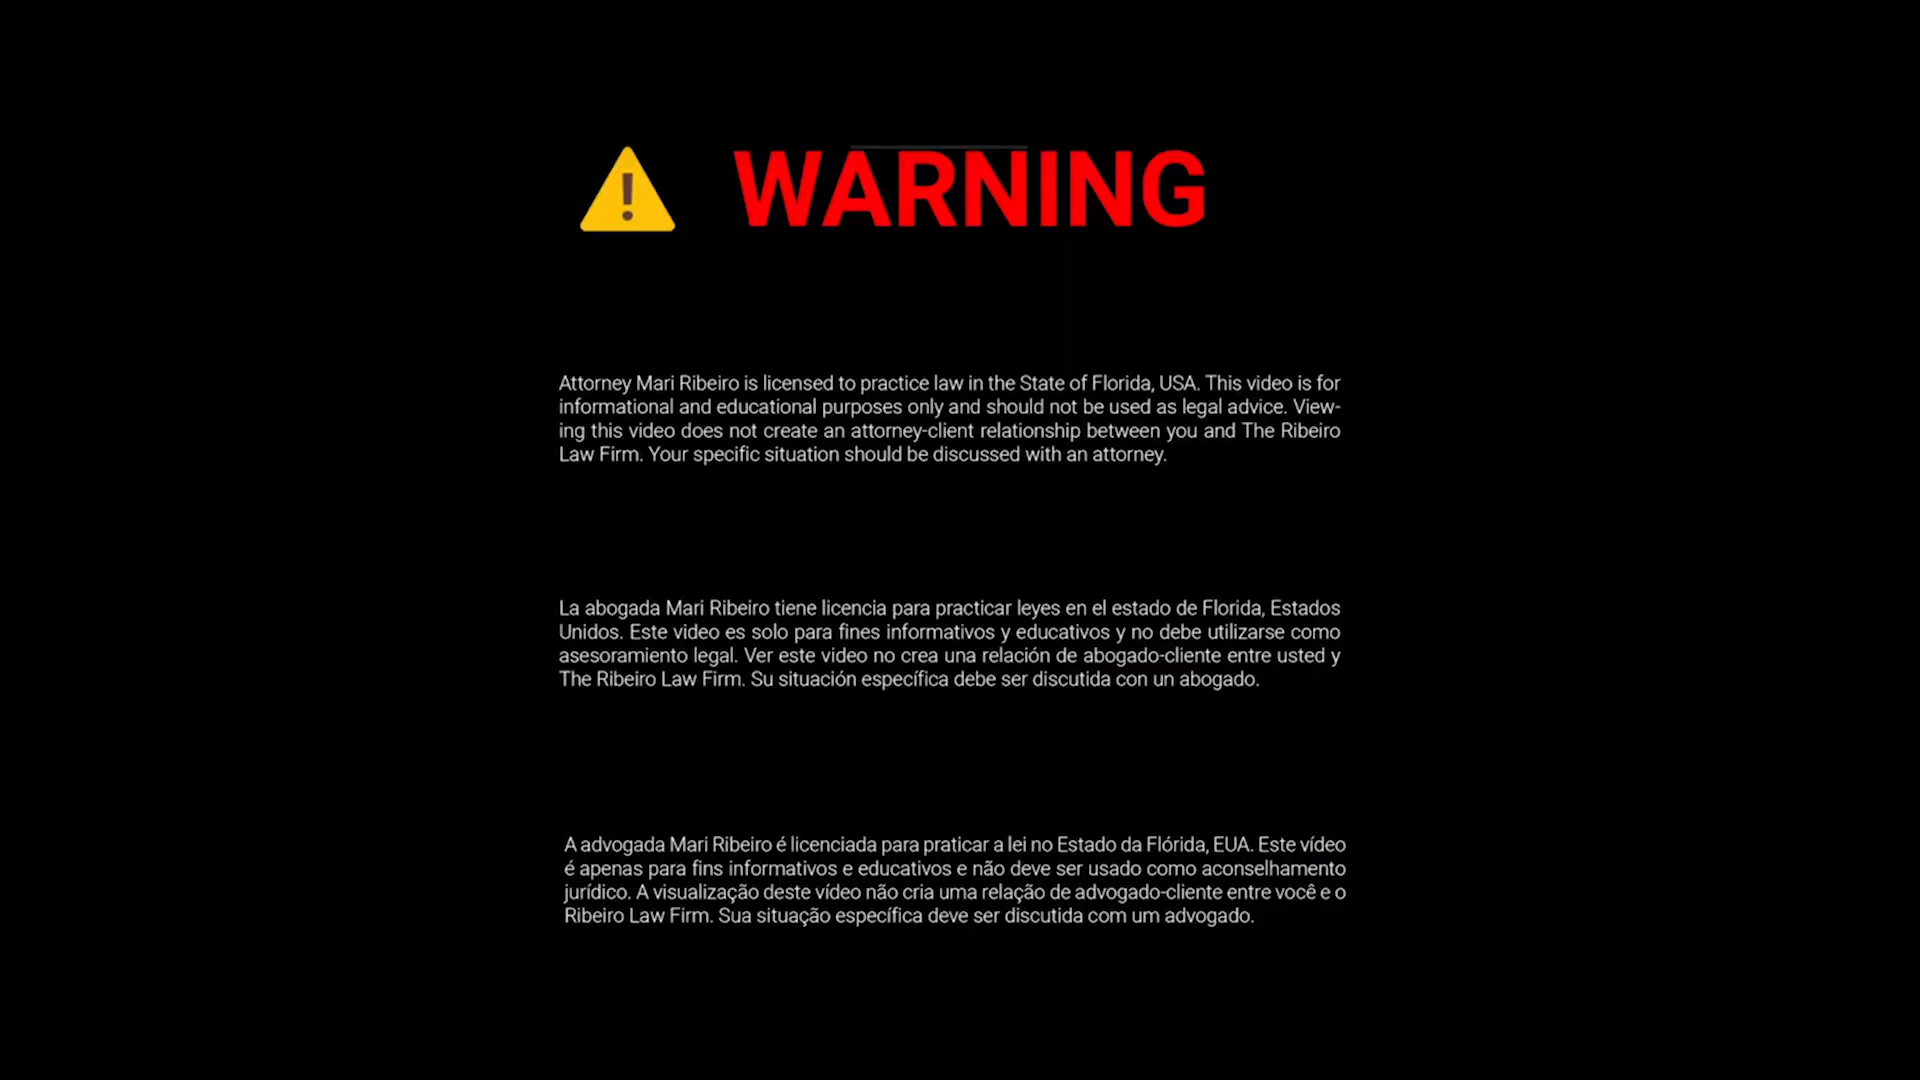 WARNING
Attorney Mari Ribeiro is licensed to practice law in the State of Florida, USA. This video is for
informational and educational purposes only and should not be used as legal advice. View-
ing this video does not create an attorney-client relationship between you and The Ribeiro
Law Firm. Your specific situation should be discussed with an attorney.
La abogada Mari Ribeiro tiene licencia para practicar leyes en el estado de Florida, Estados
Unidos. Este video es solo para fines informativos y educativos y no debe utilizarse como
asesoramiento legal. Ver este video no crea una relación de abogado-cliente entre usted y
The Ribeiro Law Firm. Su situación específica debe ser discutida con un abogado.
A advogada Mari Ribeiro é licenciada para praticar a lei no Estado da Flórida, EUA. Este vídeo
é apenas para fins informativos e educativos e não deve ser usado como aconselhamento
jurídico. A visualização deste vídeo não cria uma relação de advogado-cliente entre você e o
Ribeiro Law Firm. Sua situação específica deve ser discutida com um advogado.